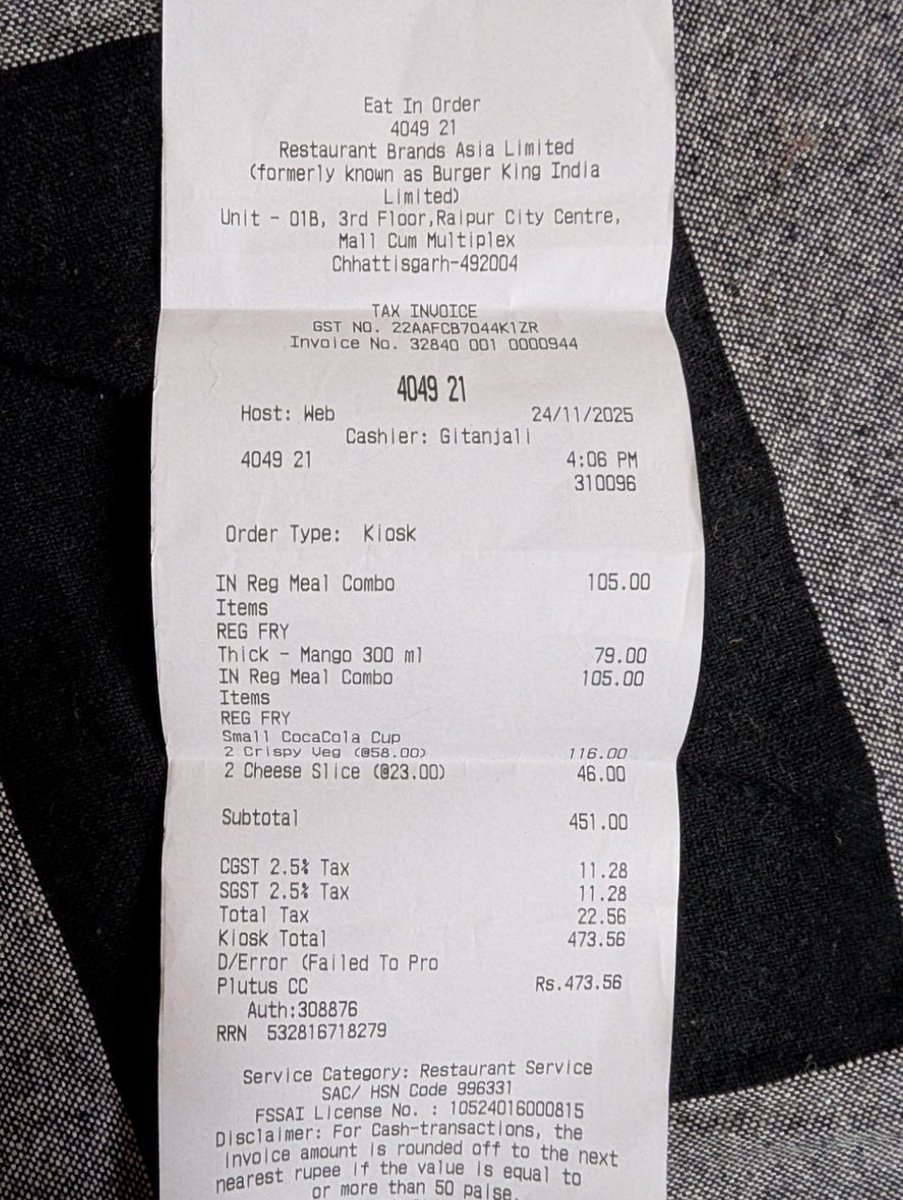 Eat In Order
4049 21
Restaurant Brands Asia Limited
(formerly known as Burger King India
Limited)
Unit - 01B, 3rd Floor,Raipur City Centre,
Mall Cum Multiplex
Chhattisgarh-492004
TAX INVOICE
GST NO. 22AAFCB7044K1ZR
Invoice No. 32840 001 0000944
4049 21
Host: Web 24/11/2025
Cashier: Gitanjali
4049 21 4:06 PM
310096
Order Type: Kiosk
IN Reg Meal Combo 105.00
Items
REG FRY
Thick - Mango 300 ml 79.00
IN Reg Meal Combo 105.00
Items
REG FRY
Small CocaCola Cup
2 Crispy Veg (@58.00) 116.00
2 Cheese Slice (@23.00) 46.00
Subtotal 451.00
CGST 2.5% Tax 11.28
SGST 2.5% Tax 11.28
Total Tax 22.56
Kiosk Total 473.56
D/Error (Failed To Pro
Plutus CC Rs.473.56
Auth:308876
RRN 532816718279
Service Category: Restaurant Service
SAC/ HSN Code 996331
FSSAI License No. : 10524016000815
Disclaimer: For Cash-transactions, the
invoice amount is rounded off to the next
nearest rupee if the value is equal to
or more than 50 paise.